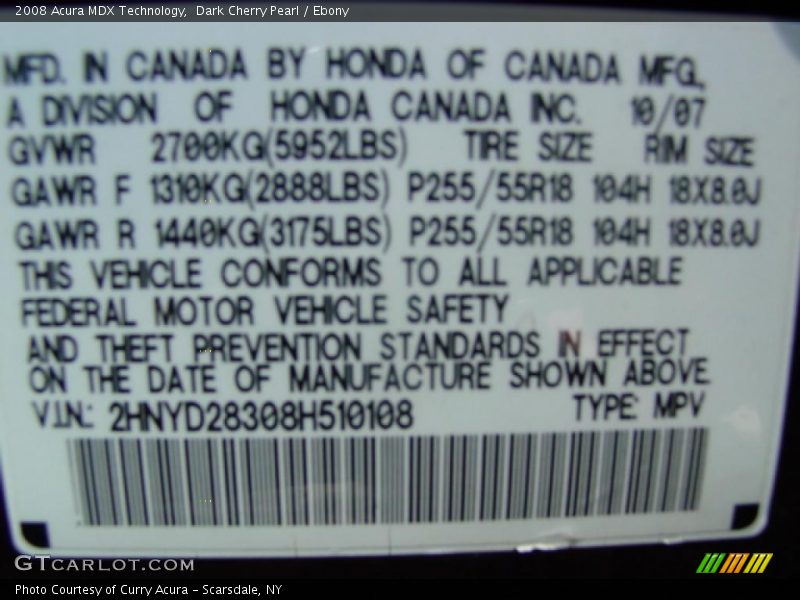 2008 Acura MDX Technology,  Dark Cherry Pearl / Ebony
MFD. IN CANADA BY HONDA OF CANADA MFG.,
A DIVISION OF HONDA CANADA INC. 10/07
GVWR 2700KG(5952LBS) TIRE SIZE RIM SIZE
GAWR F 1310KG(2888LBS) P255/55R18 104H 18X8.0J
GAWR R 1440KG(3175LBS) P255/55R18 104H 18X8.0J
THIS VEHICLE CONFORMS TO ALL APPLICABLE
FEDERAL MOTOR VEHICLE SAFETY
AND THEFT PREVENTION STANDARDS IN EFFECT
ON THE DATE OF MANUFACTURE SHOWN ABOVE
V.I.N.: 2HNYD28308H510108 TYPE: MPV
GTCARLOT.COM
Photo Courtesy of Curry Acura - Scarsdale, NY